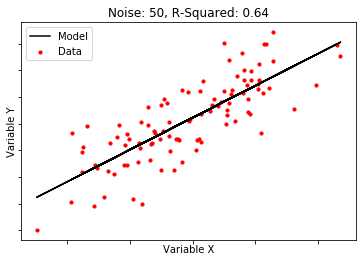 Noise: 50, R-Squared: 0.64
Model
Data
Variable Y
Variable X